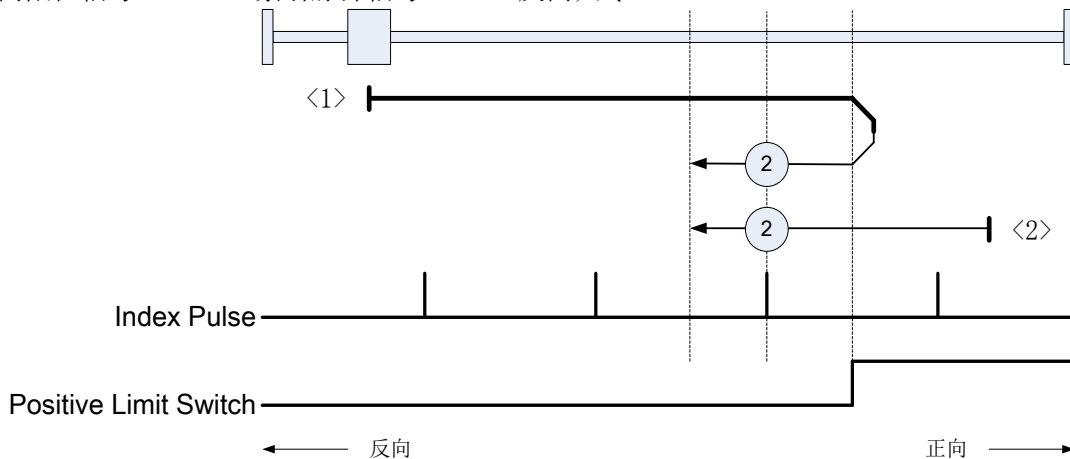 〈1〉
2
2
〈2〉
Index Pulse
Positive Limit Switch
反向
正向